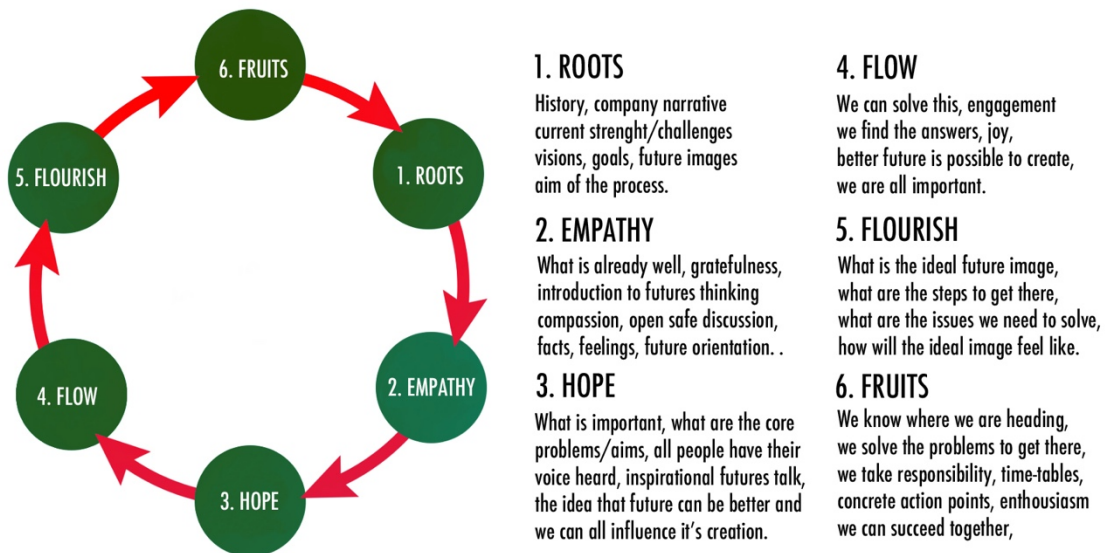 6. FRUITS
1. ROOTS
5. FLOURISH
2. EMPATHY
4. FLOW
3. HOPE
1. ROOTS
History, company narrative
current strenght/challenges
visions, goals, future images
aim of the process.
2. EMPATHY
What is already well, gratefulness,
introduction to futures thinking
compassion, open safe discussion,
facts, feelings, future orientation. .
3. HOPE
What is important, what are the core
problems/aims, all people have their
voice heard, inspirational futures talk,
the idea that future can be better and
we can all influence it's creation.
4. FLOW
We can solve this, engagement
we find the answers, joy,
better future is possible to create,
we are all important.
5. FLOURISH
What is the ideal future image,
what are the steps to get there,
what are the issues we need to solve,
how will the ideal image feel like.
6. FRUITS
We know where we are heading,
we solve the problems to get there,
we take responsibility, time-tables,
concrete action points, enthousiasm
we can succeed together,